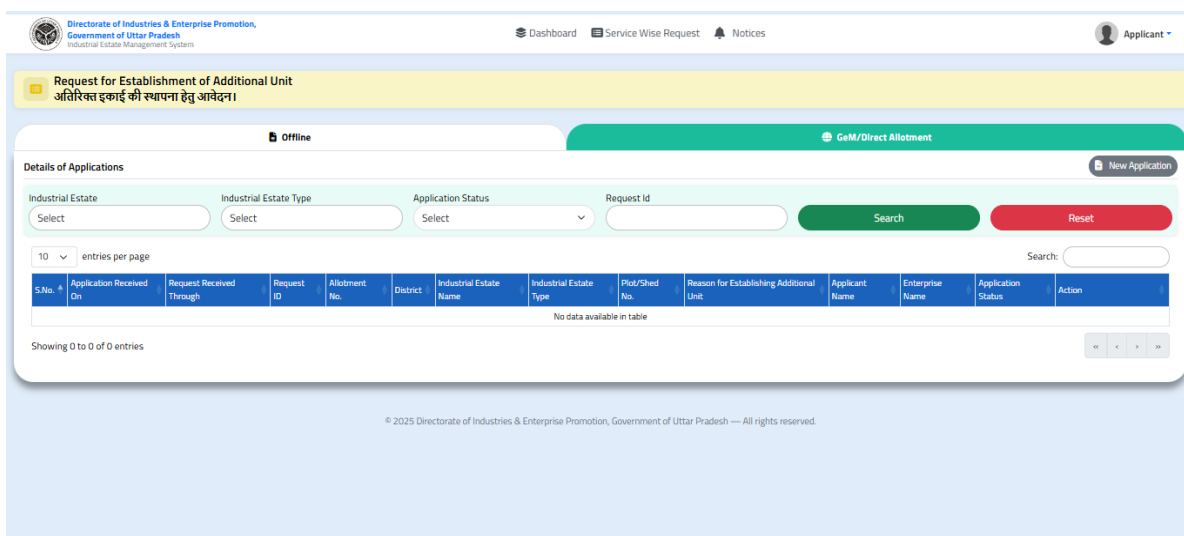 Directorate of Industries & Enterprise Promotion,
Government of Uttar Pradesh
Industrial Estate Management System
Dashboard Service Wise Request Notices
Applicant
Request for Establishment of Additional Unit
अतिरिक्त इकाई की स्थापना हेतु आवेदन।
Offline
GeM/Direct Allotment
Details of Applications
New Application
Industrial Estate Industrial Estate Type Application Status Request Id
Select Select Select Search Reset
10 entries per page Search:
S.No. Application Received On Request Received Through Request ID Allotment No. District Industrial Estate Name Industrial Estate Type Plot/Shed No. Reason for Establishing Additional Unit Applicant Name Enterprise Name Application Status Action
No data available in table
Showing 0 to 0 of 0 entries
« ‹ › »
© 2025 Directorate of Industries & Enterprise Promotion, Government of Uttar Pradesh — All rights reserved.